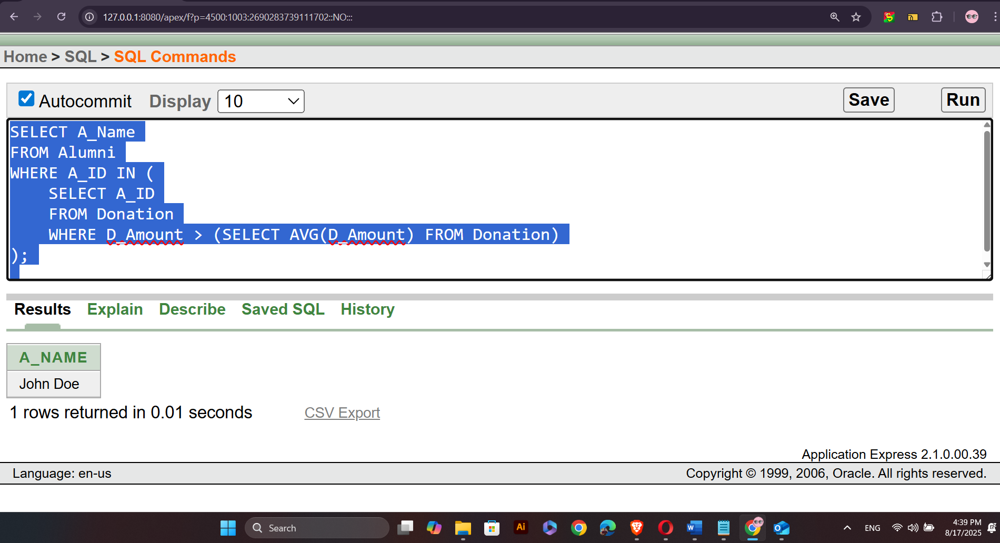 127.0.0.1:8080/apex/f?p=4500:1003:2690283739111702::NO:::
Home > SQL > SQL Commands
Autocommit Display 10 Save Run
SELECT A_Name
FROM Alumni
WHERE A_ID IN (
SELECT A_ID
FROM Donation
WHERE D_Amount > (SELECT AVG(D_Amount) FROM Donation)
);
Results Explain Describe Saved SQL History
A_NAME
John Doe
1 rows returned in 0.01 seconds CSV Export
Application Express 2.1.0.00.39
Language: en-us Copyright © 1999, 2006, Oracle. All rights reserved.
Search Ai ENG 4:39 PM
8/17/2025